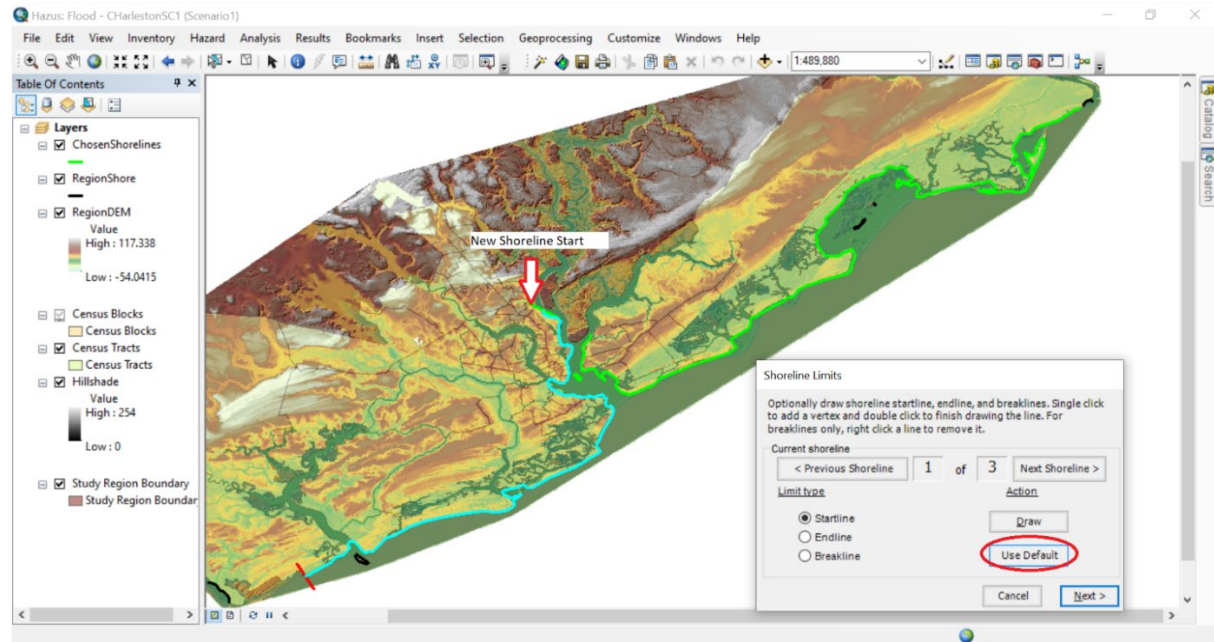 Hazus: Flood - CHarlestonSC1 (Scenario1)
File Edit View Inventory Hazard Analysis Results Bookmarks Insert Selection Geoprocessing Customize Windows Help
1:489,880
Table Of Contents
Layers
ChosenShorelines
RegionShore
RegionDEM
Value
High : 117.338
Low : -54.0415
Census Blocks
Census Blocks
Census Tracts
Census Tracts
Hillshade
Value
High : 254
Low : 0
Study Region Boundary
Study Region Boundar
New Shoreline Start
Shoreline Limits
Optionally draw shoreline startline, endline, and breaklines. Single click
to add a vertex and double click to finish drawing the line. For
breaklines only, right click a line to remove it.
Current shoreline
< Previous Shoreline 1 of 3 Next Shoreline >
Limit type Action
Startline Draw
Endline
Breakline Use Default
Cancel Next >
Catalog
Search